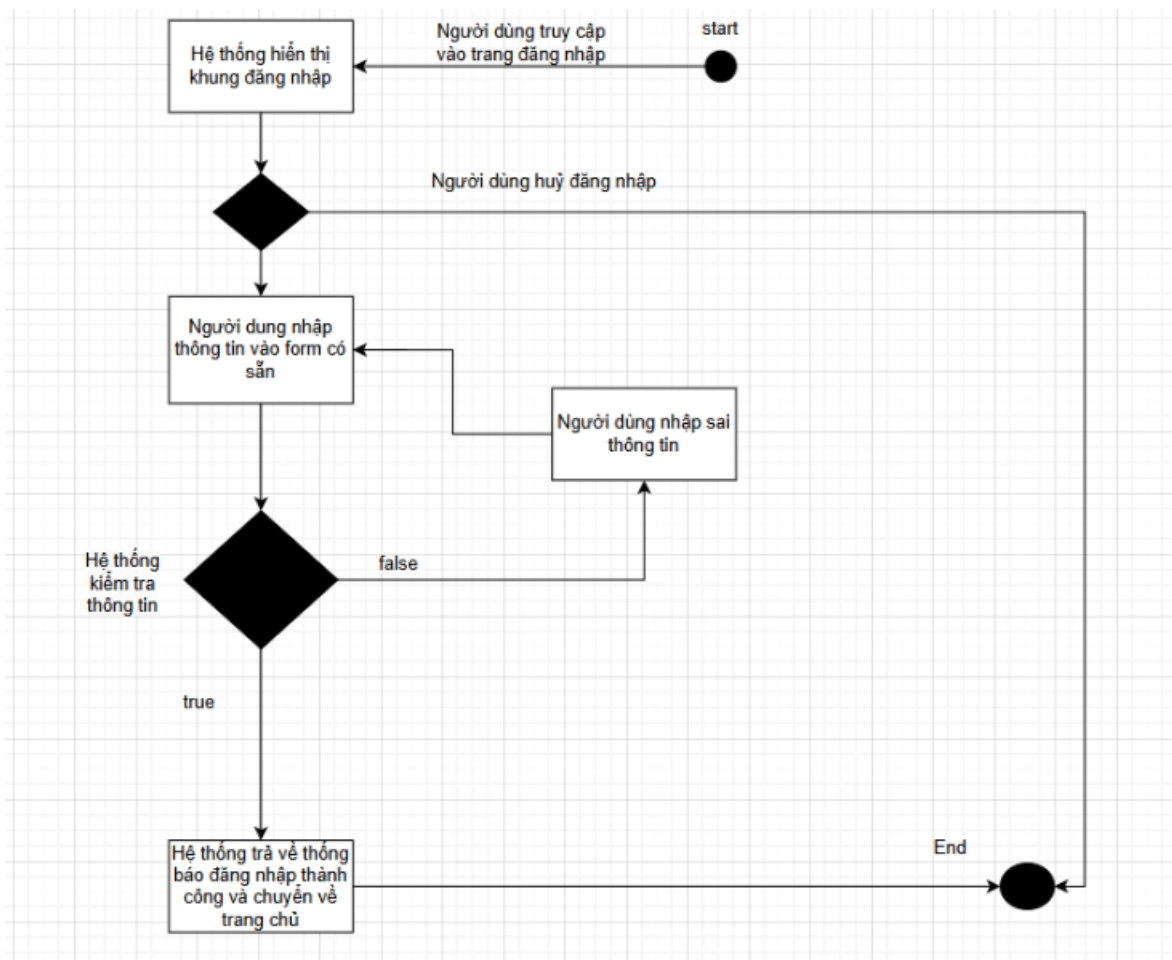 Người dùng truy cập
vào trang đăng nhập
start
Hệ thống hiển thị
khung đăng nhập
Người dùng huỷ đăng nhập
Người dung nhập
thông tin vào form có
sẵn
Người dùng nhập sai
thông tin
Hệ thống
kiểm tra
thông tin
false
true
Hệ thống trả về thống
báo đăng nhập thành
công và chuyển về
trang chủ
End